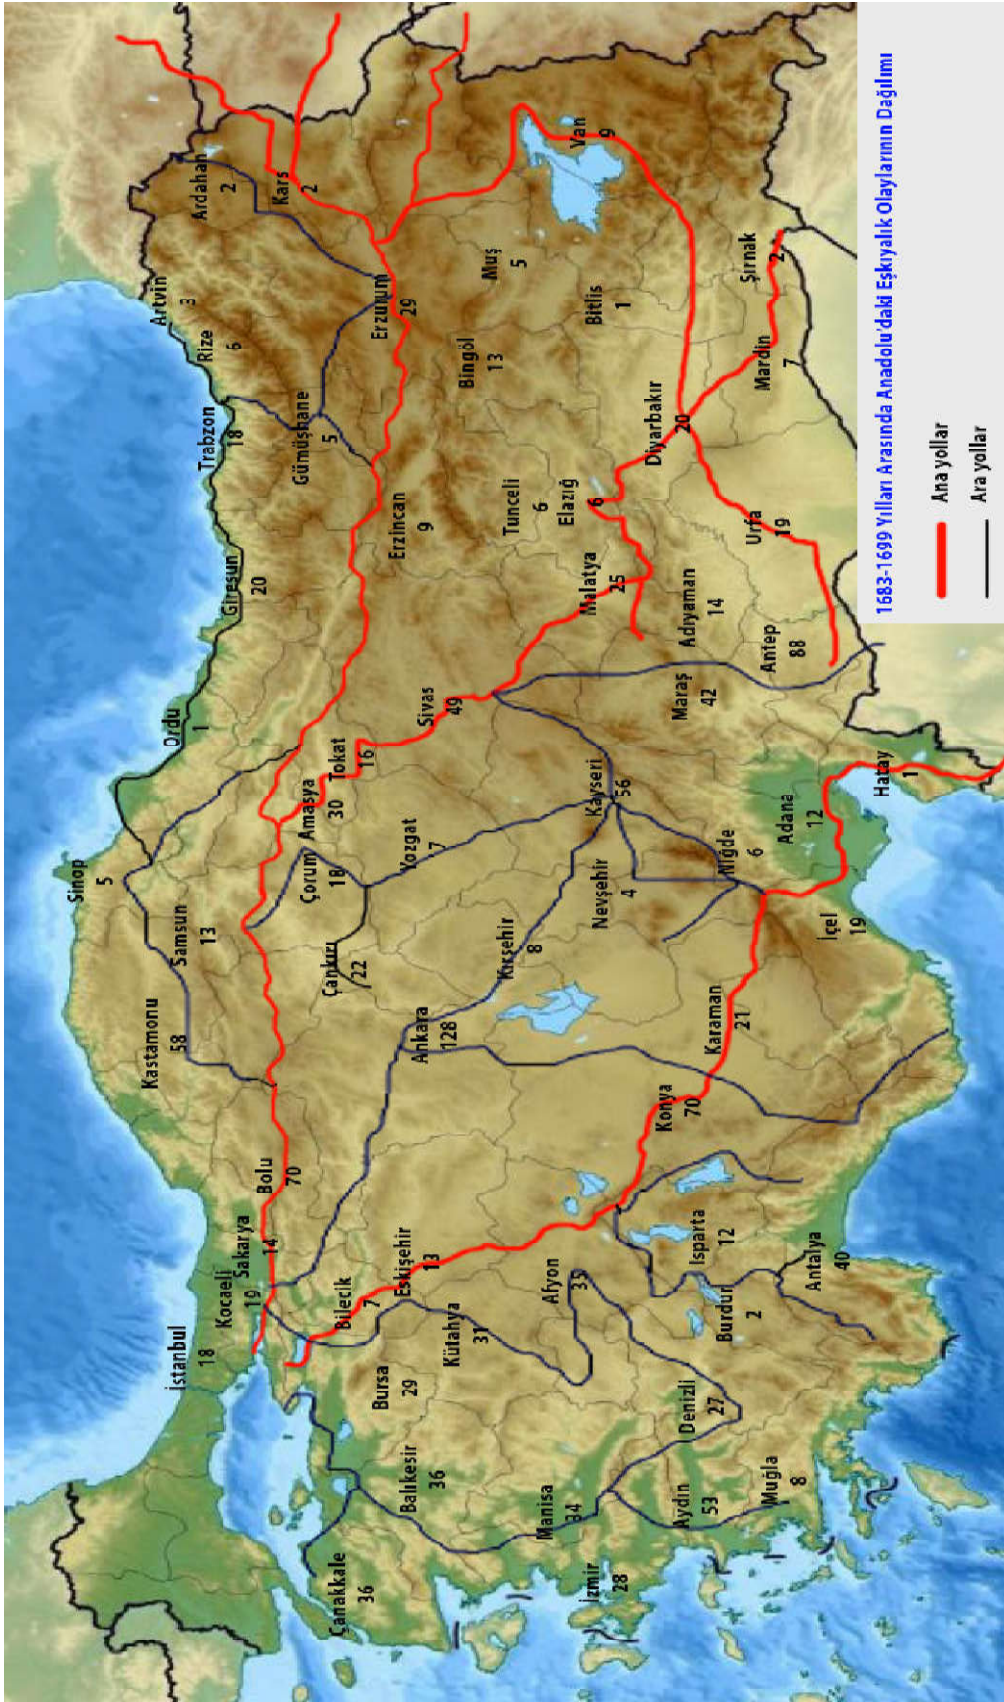 1683-1699 Yılları Arasında Anadolu'daki Eşkıyalık Olaylarının Dağılımı
Ana yollar
Ara yollar
İstanbul
18
Kocaeli
19
Sakarya
14
Bolu
70
Kastamonu
58
Sinop
5
Samsun
13
Ordu
1
Giresun
20
Trabzon
18
Rize
6
Artvin
3
Ardahan
2
Kars
2
Gümüşhane
5
Erzurum
29
Erzincan
9
Amasya
30
Tokat
16
Sivas
49
Çorum
18
Çankırı
22
Yozgat
7
Ankara
128
Kırşehir
8
Nevşehir
4
Kayseri
56
Niğde
6
Bilecik
7
Eskişehir
13
Bursa
29
Kütahya
31
Balıkesir
36
Çanakkale
36
Manisa
34
İzmir
28
Aydın
53
Muğla
8
Denizli
27
Afyon
35
Burdur
2
Isparta
12
Antalya
40
Konya
70
Karaman
21
İçel
19
Adana
12
Hatay
1
Maraş
42
Antep
88
Adıyaman
14
Malatya
25
Elazığ
6
Tunceli
6
Bingöl
13
Muş
5
Bitlis
1
Van
9
Diyarbakır
20
Urfa
19
Mardin
7
Şırnak
2